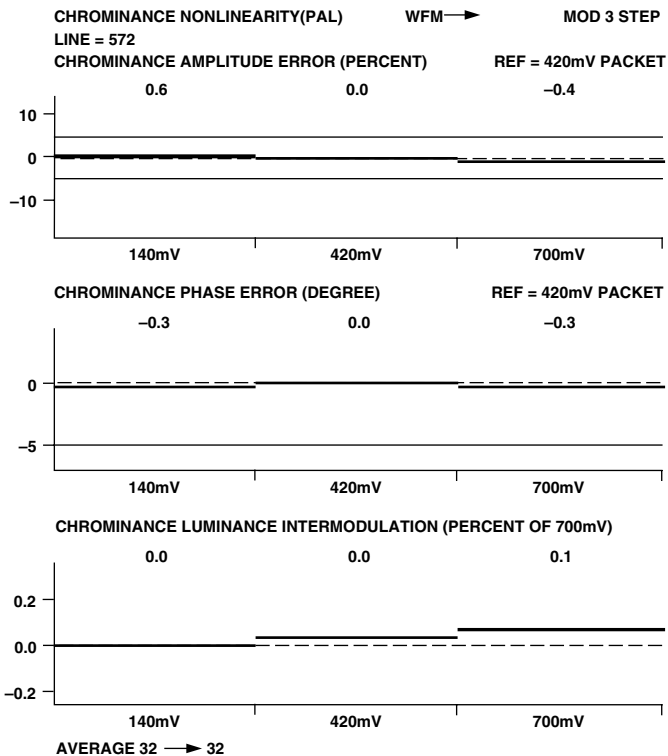 CHROMINANCE NONLINEARITY(PAL) WFM MOD 3 STEP
LINE = 572
CHROMINANCE AMPLITUDE ERROR (PERCENT) REF = 420mV PACKET
0.6 0.0 –0.4
10
0
–10
140mV 420mV 700mV
CHROMINANCE PHASE ERROR (DEGREE) REF = 420mV PACKET
–0.3 0.0 –0.3
0
–5
140mV 420mV 700mV
CHROMINANCE LUMINANCE INTERMODULATION (PERCENT OF 700mV)
0.0 0.0 0.1
0.2
0.0
–0.2
140mV 420mV 700mV
AVERAGE 32 32